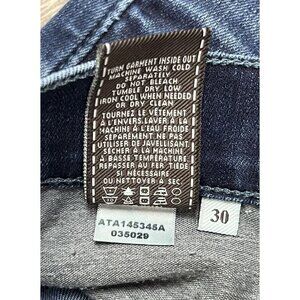 TURN GARMENT INSIDE OUT
MACHINE WASH COLD
SEPARATELY
DO NOT BLEACH
TUMBLE DRY LOW
IRON COOL WHEN NEEDED
OR DRY CLEAN
TOURNEZ LE VÊTEMENT
À L'ENVERS.LAVER À LA
MACHINE À L'EAU FROIDE
SÉPARÉMENT NE PAS
UTILISER DE JAVELLISANT
SÉCHER À LA MACHINE
À BASSE TEMPÉRATURE
REPASSER AU FER TIÈDE
SI NÉCESSAIRE
OU NETTOYER À SEC
ATA145345A
035029
30